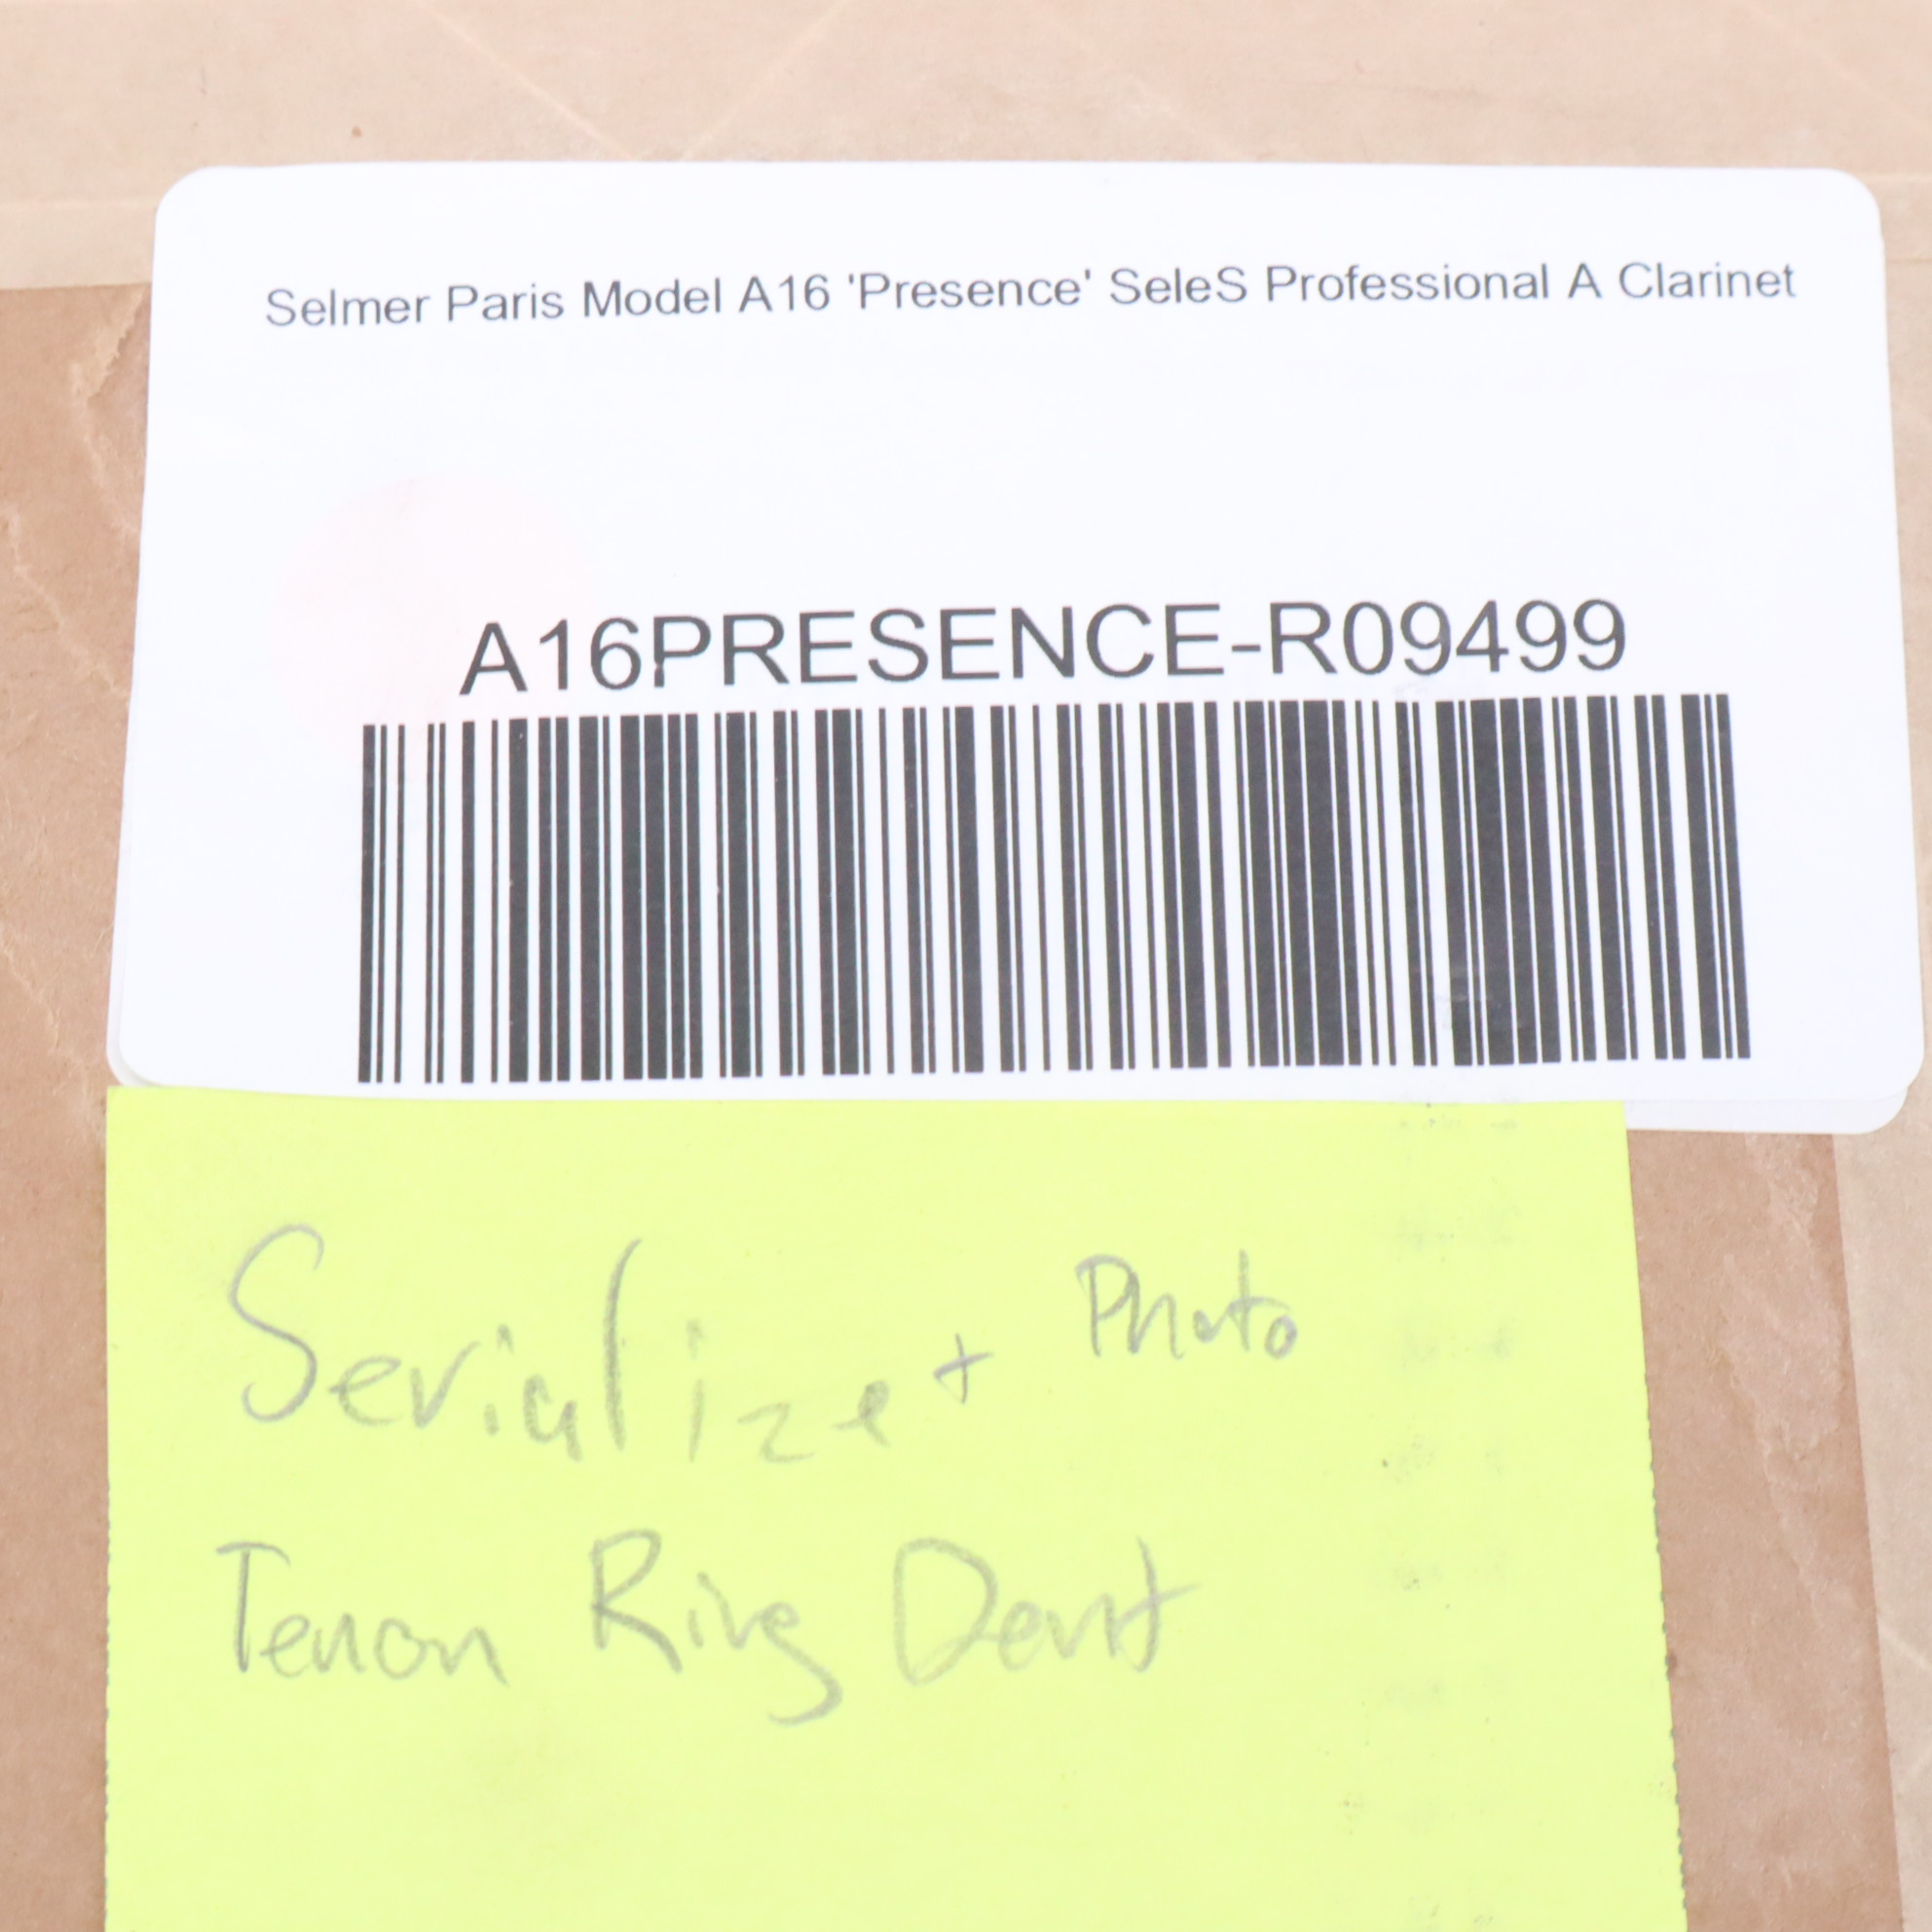 Selmer Paris Model A16 'Presence' SeleS Professional A Clarinet
A16PRESENCE-R09499
Serialize + Photo
Tenon Ring Dent